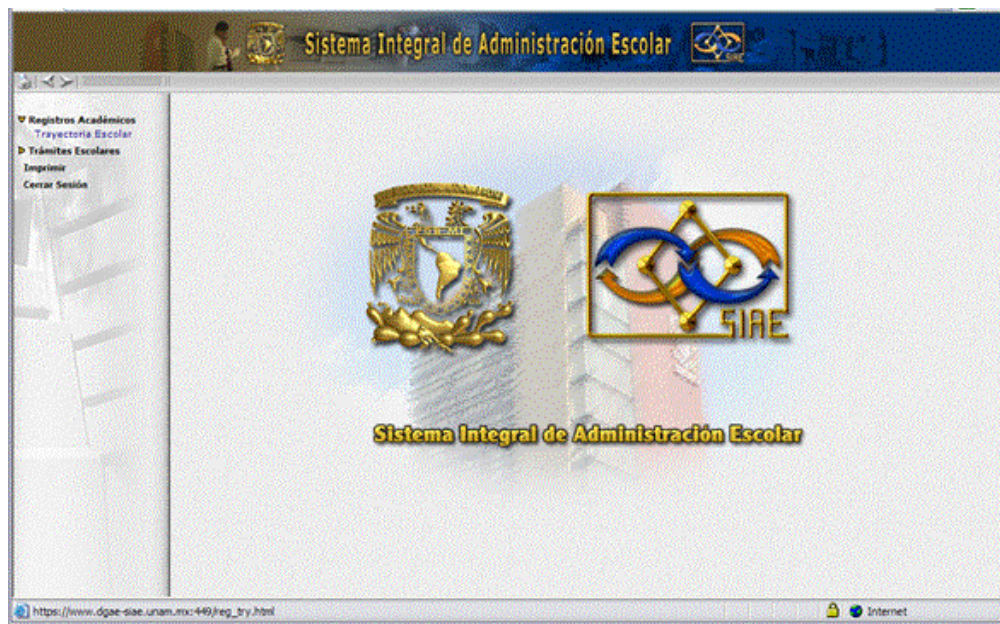 Sistema Integral de Administración Escolar
SIAE
Registros Académicos
Trayectoria Escolar
Trámites Escolares
Imprimir
Cerrar Sesión
SIAE
Sistema Integral de Administración Escolar
https://www.dgae-siae.unam.mx:449/reg_try.html
Internet